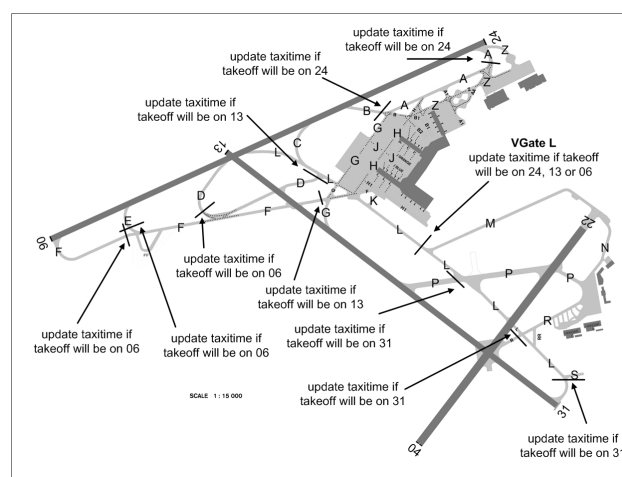 24
A
Z
update taxitime if
takeoff will be on 24
update taxitime if
takeoff will be on 24
A
Z
update taxitime if
takeoff will be on 13
B
A
Z
G
H
J
C
L
13
G
J
H
VGate L
update taxitime if takeoff
will be on 24, 13 or 06
D
L
D
K
G
E
F
F
F
06
L
M
22
N
update taxitime if
takeoff will be on 06
update taxitime if
takeoff will be on 13
L
P
P
P
update taxitime if
takeoff will be on 06
update taxitime if
takeoff will be on 06
update taxitime if
takeoff will be on 31
L
R
update taxitime if
takeoff will be on 31
L
S
SCALE 1 : 15 000
31
04
update taxitime if
takeoff will be on 31